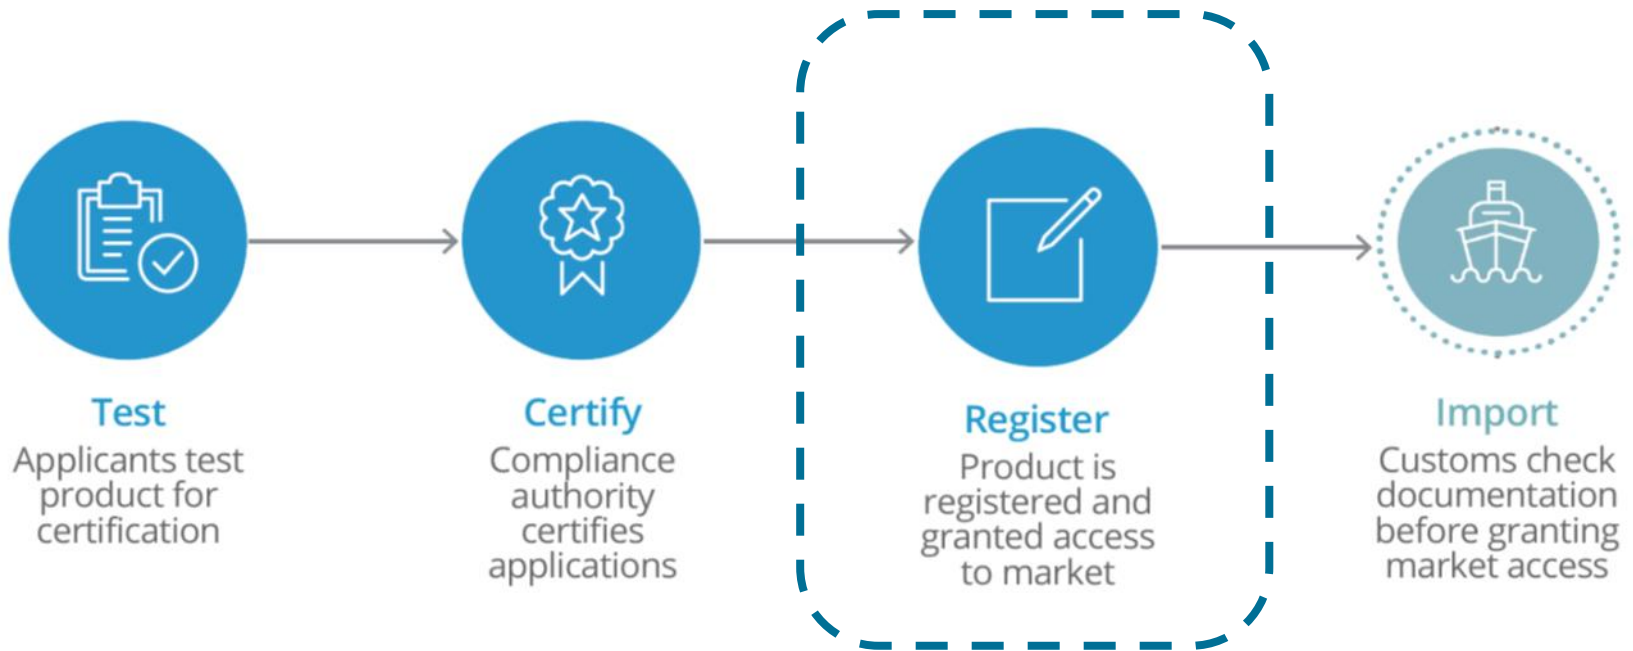 Test
Applicants test
product for
certification
Certify
Compliance
authority
certifies
applications
Register
Product is
registered and
granted access
to market
Import
Customs check
documentation
before granting
market access